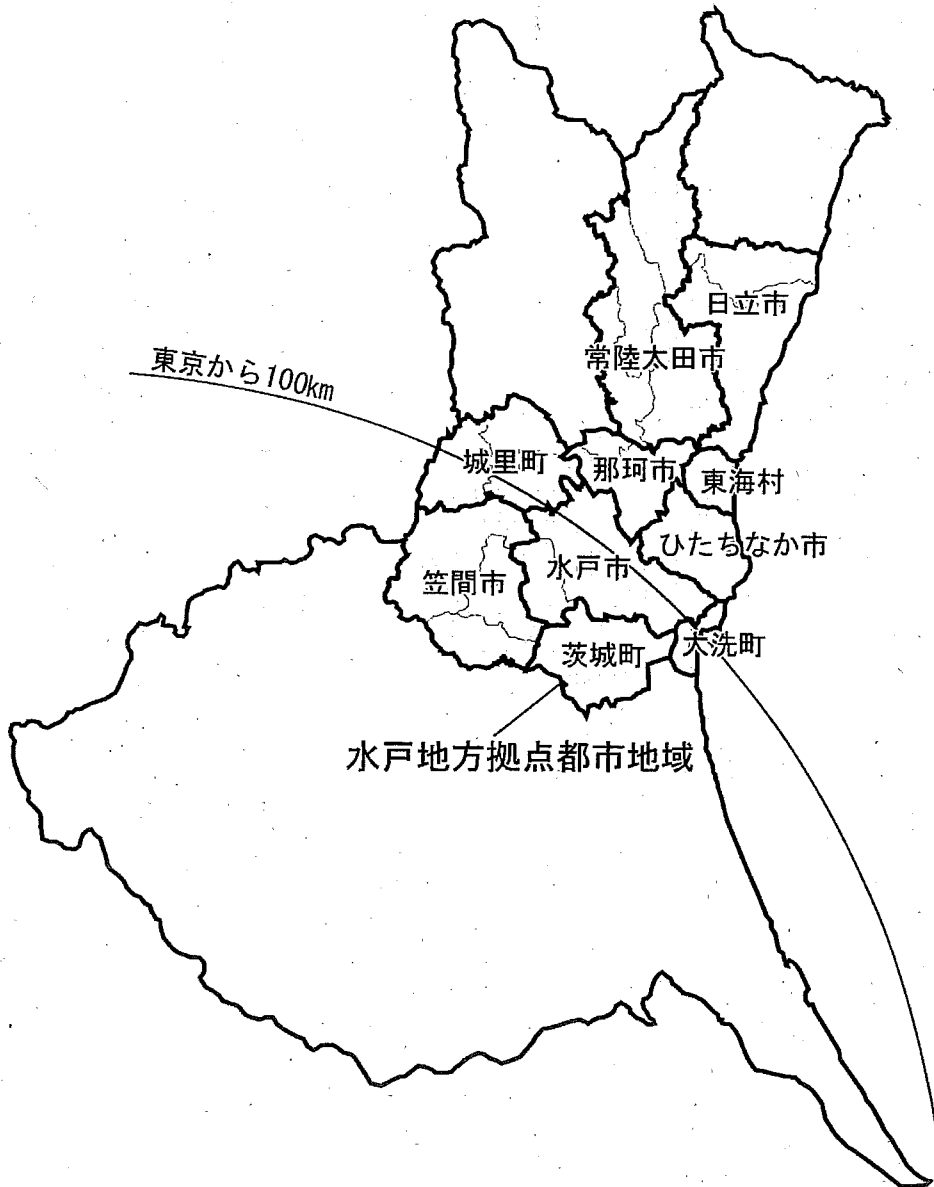 日立市
常陸太田市
東京から100km
城里町
那珂市
東海村
ひたちなか市
水戸市
笠間市
大洗町
茨城町
水戸地方拠点都市地域